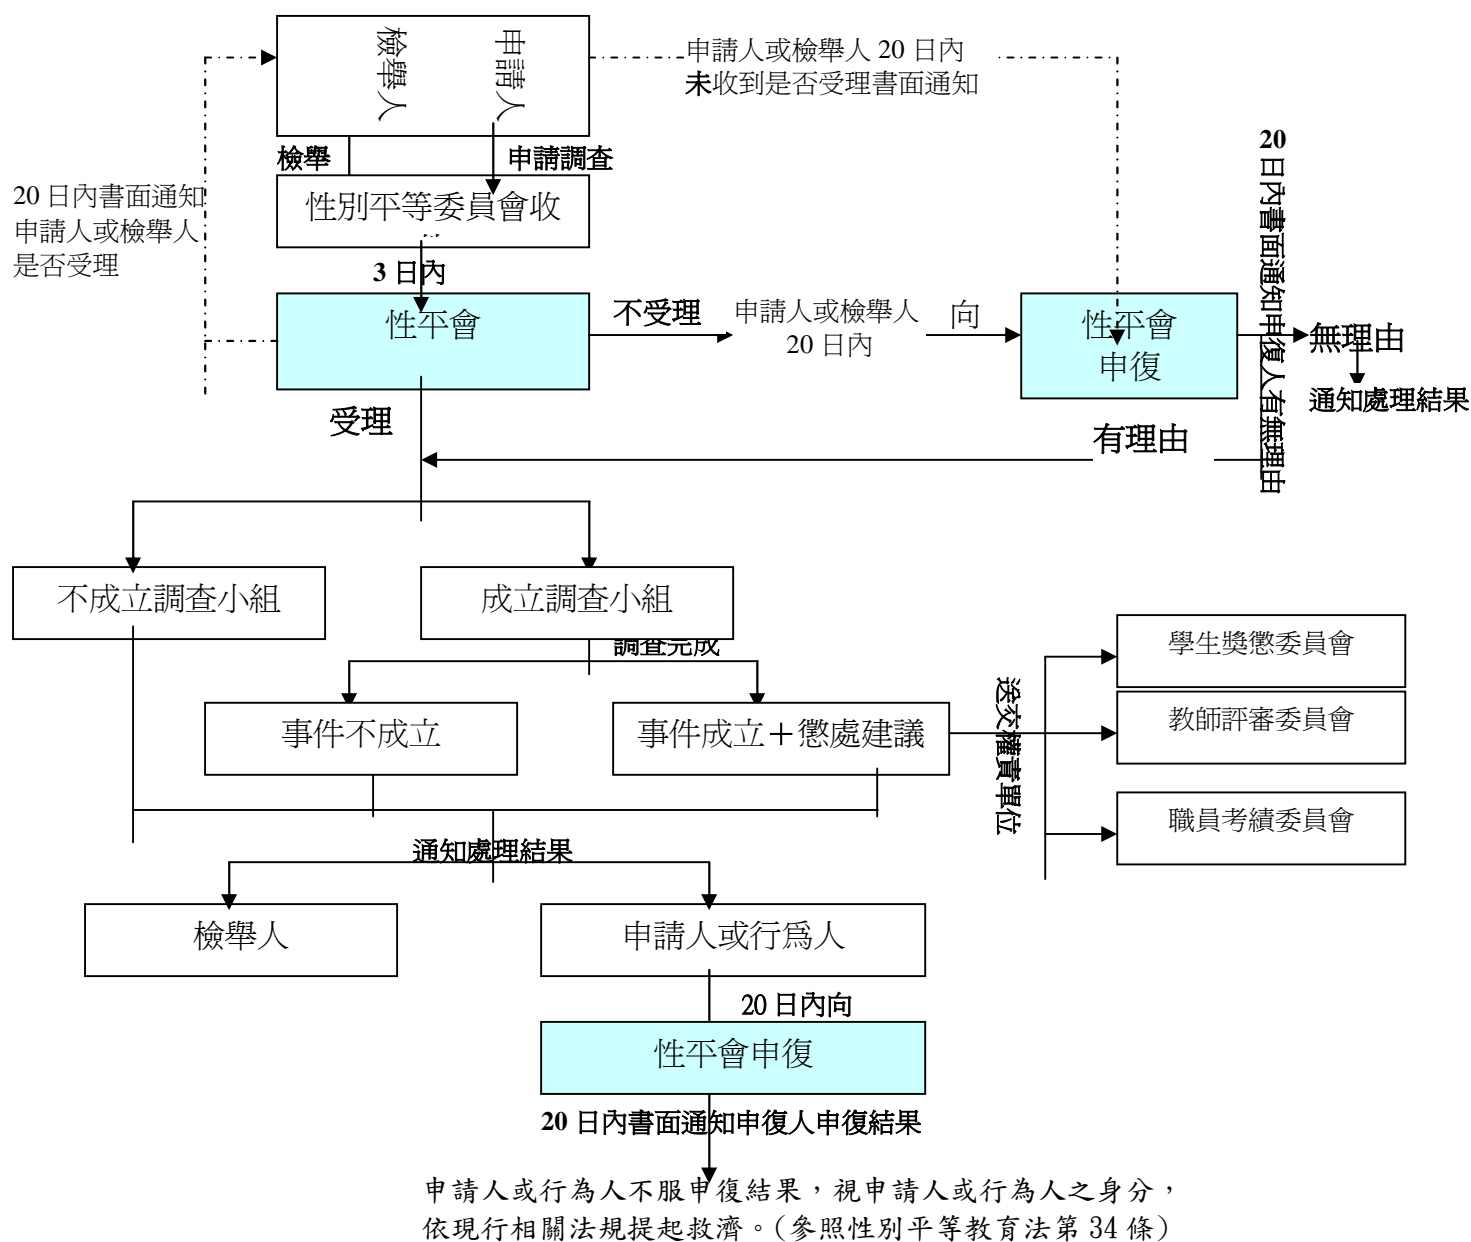 檢舉人
申請人
申請人或檢舉人 20 日內
未收到是否受理書面通知
檢舉
申請調查
20 日內書面通知
申請人或檢舉人
是否受理
性別平等委員會收
3 日內
20 日內書面通知申復人有無理由
性平會
不受理
申請人或檢舉人
20 日內
向
性平會
申復
無理由
通知處理結果
受理
有理由
不成立調查小組
成立調查小組
調查完成
學生獎懲委員會
事件不成立
事件成立＋懲處建議
送交權責單位
教師評審委員會
職員考績委員會
通知處理結果
檢舉人
申請人或行為人
20 日內向
性平會申復
20 日內書面通知申復人申復結果
申請人或行為人不服申復結果，視申請人或行為人之身分，
依現行相關法規提起救濟。(參照性別平等教育法第 34 條)